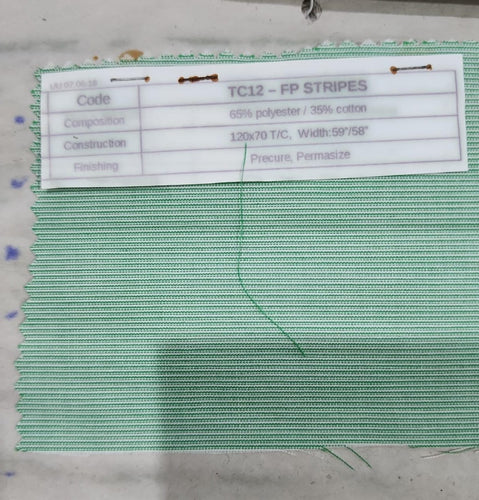 Code TC12 – FP STRIPES
Composition 65% polyester / 35% cotton
Construction 120x70 T/C, Width:59"/58"
Finishing Precure, Permasize